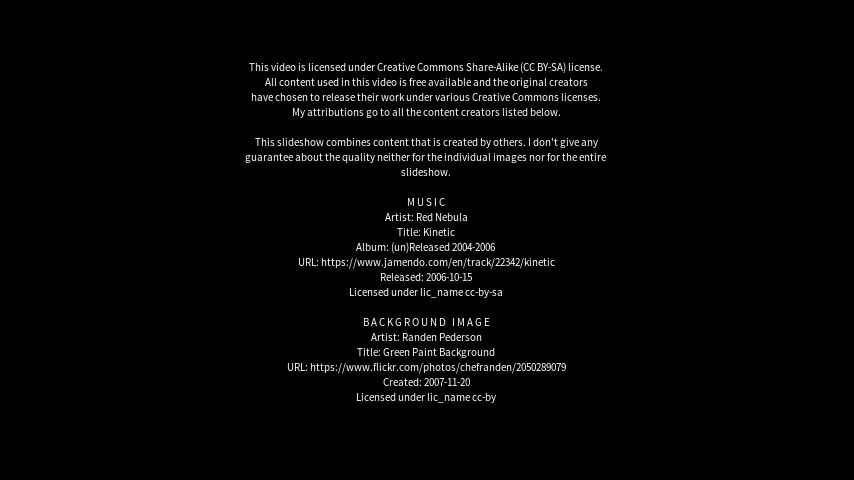 This video is licensed under Creative Commons Share-Alike (CC BY-SA) license.
All content used in this video is free available and the original creators
have chosen to release their work under various Creative Commons licenses.
My attributions go to all the content creators listed below.
This slideshow combines content that is created by others. I don't give any
guarantee about the quality neither for the individual images nor for the entire
slideshow.
MUSIC
Artist: Red Nebula
Title: Kinetic
Album: (un)Released 2004-2006
URL: https://www.jamendo.com/en/track/22342/kinetic
Released: 2006-10-15
Licensed under lic_name cc-by-sa
BACKGROUND IMAGE
Artist: Randen Pederson
Title: Green Paint Background
URL: https://www.flickr.com/photos/chefranden/2050289079
Created: 2007-11-20
Licensed under lic_name cc-by